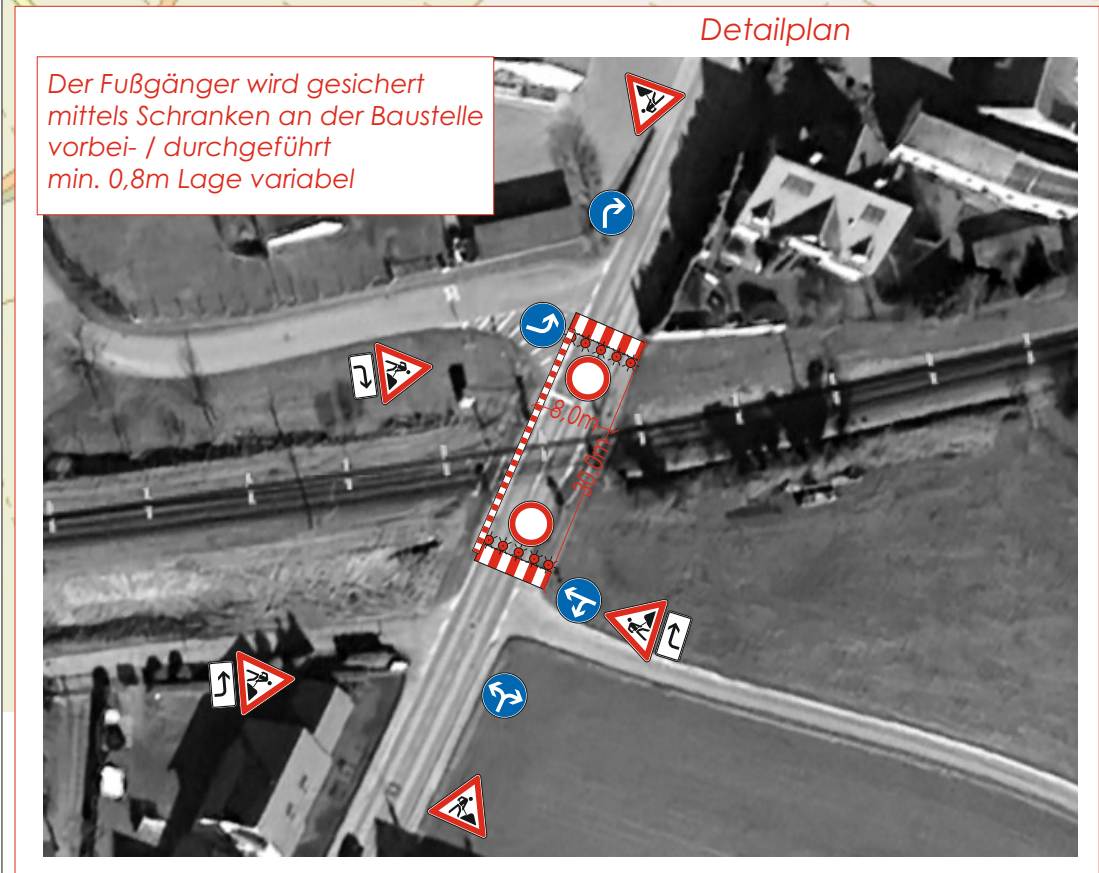 Detailplan
Der Fußgänger wird gesichert
mittels Schranken an der Baustelle
vorbei- / durchgeführt
min. 0,8m Lage variabel
8,0m
30,0m